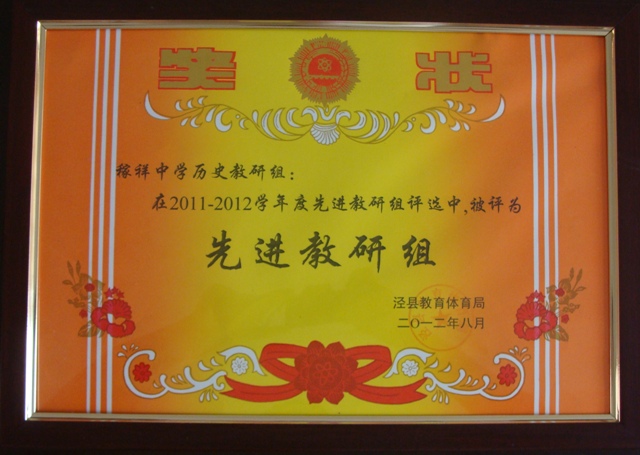 奖状
稼祥中学历史教研组：
在2011-2012学年度先进教研组评选中,被评为
先进教研组
泾县教育体育局
二〇一二年八月